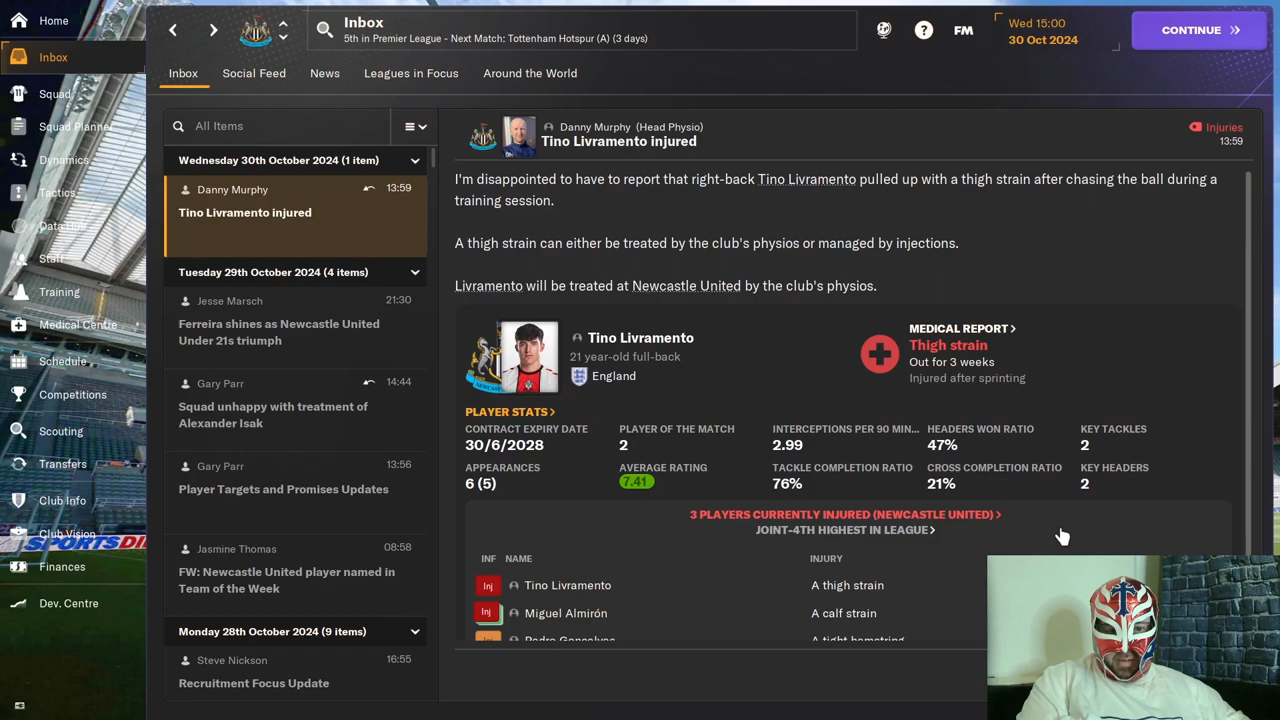 Home
Inbox
Squad
Squad Planner
Dynamics
Tactics
Data Hub
Staff
Training
Medical Centre
Schedule
Competitions
Scouting
Transfers
Club Info
Club Vision
Finances
Dev. Centre
Inbox
5th in Premier League - Next Match: Tottenham Hotspur (A) (3 days)
?
FM
Wed 15:00
30 Oct 2024
CONTINUE
Inbox
Social Feed
News
Leagues in Focus
Around the World
All Items
Wednesday 30th October 2024 (1 item)
Danny Murphy
13:59
Tino Livramento injured
Tuesday 29th October 2024 (4 items)
Jesse Marsch
21:30
Ferreira shines as Newcastle United
Under 21s triumph
Gary Parr
14:44
Squad unhappy with treatment of
Alexander Isak
Gary Parr
13:56
Player Targets and Promises Updates
Jasmine Thomas
08:58
FW: Newcastle United player named in
Team of the Week
Monday 28th October 2024 (9 items)
Steve Nickson
16:55
Recruitment Focus Update
Danny Murphy (Head Physio)
Tino Livramento injured
Injuries
13:59
I'm disappointed to have to report that right-back Tino Livramento pulled up with a thigh strain after chasing the ball during a
training session.
A thigh strain can either be treated by the club's physios or managed by injections.
Livramento will be treated at Newcastle United by the club's physios.
Tino Livramento
21 year-old full-back
England
MEDICAL REPORT >
Thigh strain
Out for 3 weeks
Injured after sprinting
PLAYER STATS >
CONTRACT EXPIRY DATE
30/6/2028
PLAYER OF THE MATCH
2
INTERCEPTIONS PER 90 MIN...
2.99
HEADERS WON RATIO
47%
KEY TACKLES
2
APPEARANCES
6 (5)
AVERAGE RATING
7.41
TACKLE COMPLETION RATIO
76%
CROSS COMPLETION RATIO
21%
KEY HEADERS
2
3 PLAYERS CURRENTLY INJURED (NEWCASTLE UNITED) >
JOINT-4TH HIGHEST IN LEAGUE >
INF NAME INJURY
Inj Tino Livramento A thigh strain
Inj Miguel Almirón A calf strain
Pedro Gonçalves A tight hamstring
SPORTS DI